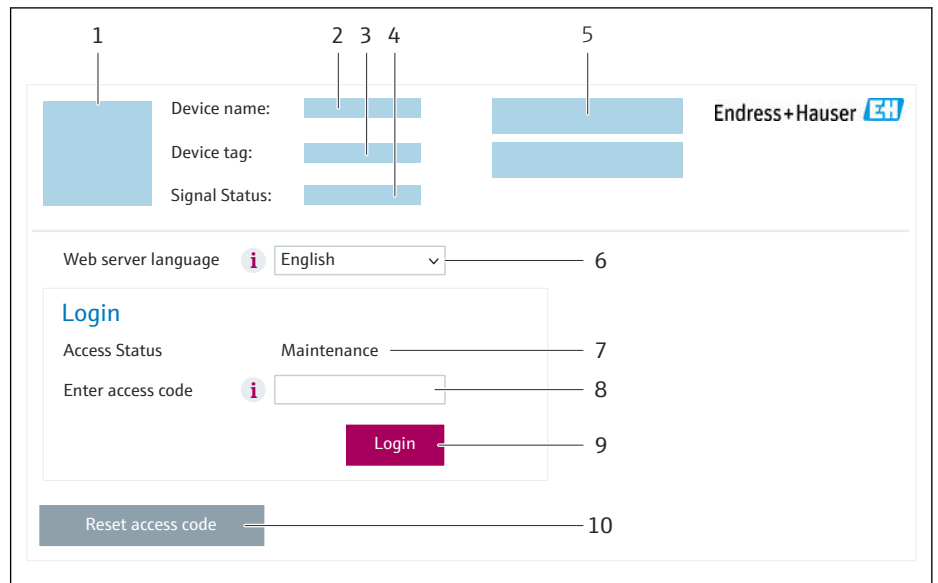 1 2 3 4 5
Device name:
Endress+Hauser EH
Device tag:
Signal Status:
Web server language i English 6
Login
Access Status Maintenance 7
Enter access code i 8
Login 9
Reset access code 10